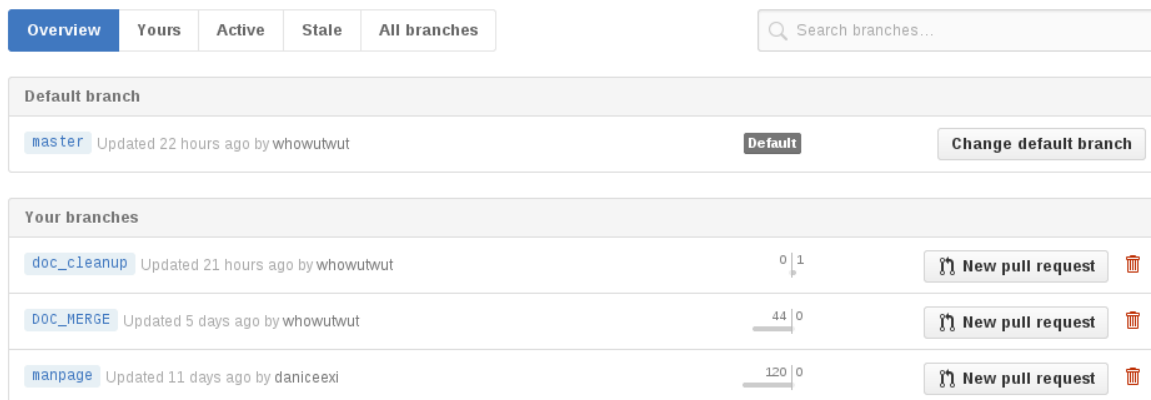 Overview Yours Active Stale All branches Search branches...
Default branch
master Updated 22 hours ago by whowutwut Default Change default branch
Your branches
doc_cleanup Updated 21 hours ago by whowutwut 0 1 New pull request
DOC_MERGE Updated 5 days ago by whowutwut 44 0 New pull request
manpage Updated 11 days ago by daniceexi 120 0 New pull request